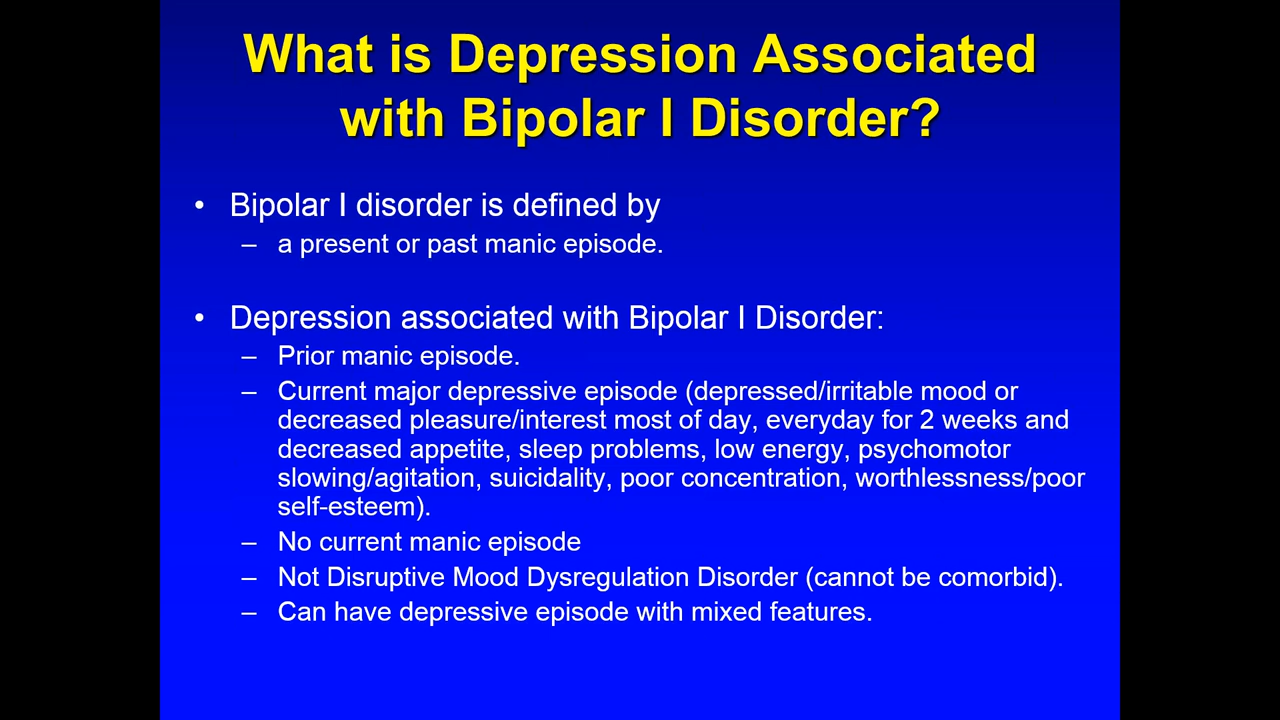 What is Depression Associated
with Bipolar I Disorder?
• Bipolar I disorder is defined by
– a present or past manic episode.
• Depression associated with Bipolar I Disorder:
– Prior manic episode.
– Current major depressive episode (depressed/irritable mood or
decreased pleasure/interest most of day, everyday for 2 weeks and
decreased appetite, sleep problems, low energy, psychomotor
slowing/agitation, suicidality, poor concentration, worthlessness/poor
self-esteem).
– No current manic episode
– Not Disruptive Mood Dysregulation Disorder (cannot be comorbid).
– Can have depressive episode with mixed features.